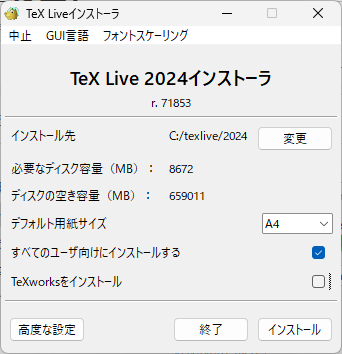 TeX Liveインストーラ
中止 GUI言語 フォントスケーリング
TeX Live 2024インストーラ
r. 71853
インストール先 C:/texlive/2024 変更
必要なディスク容量（MB）： 8672
ディスクの空き容量（MB）： 659011
デフォルト用紙サイズ A4
すべてのユーザ向けにインストールする
TeXworksをインストール
高度な設定 終了 インストール